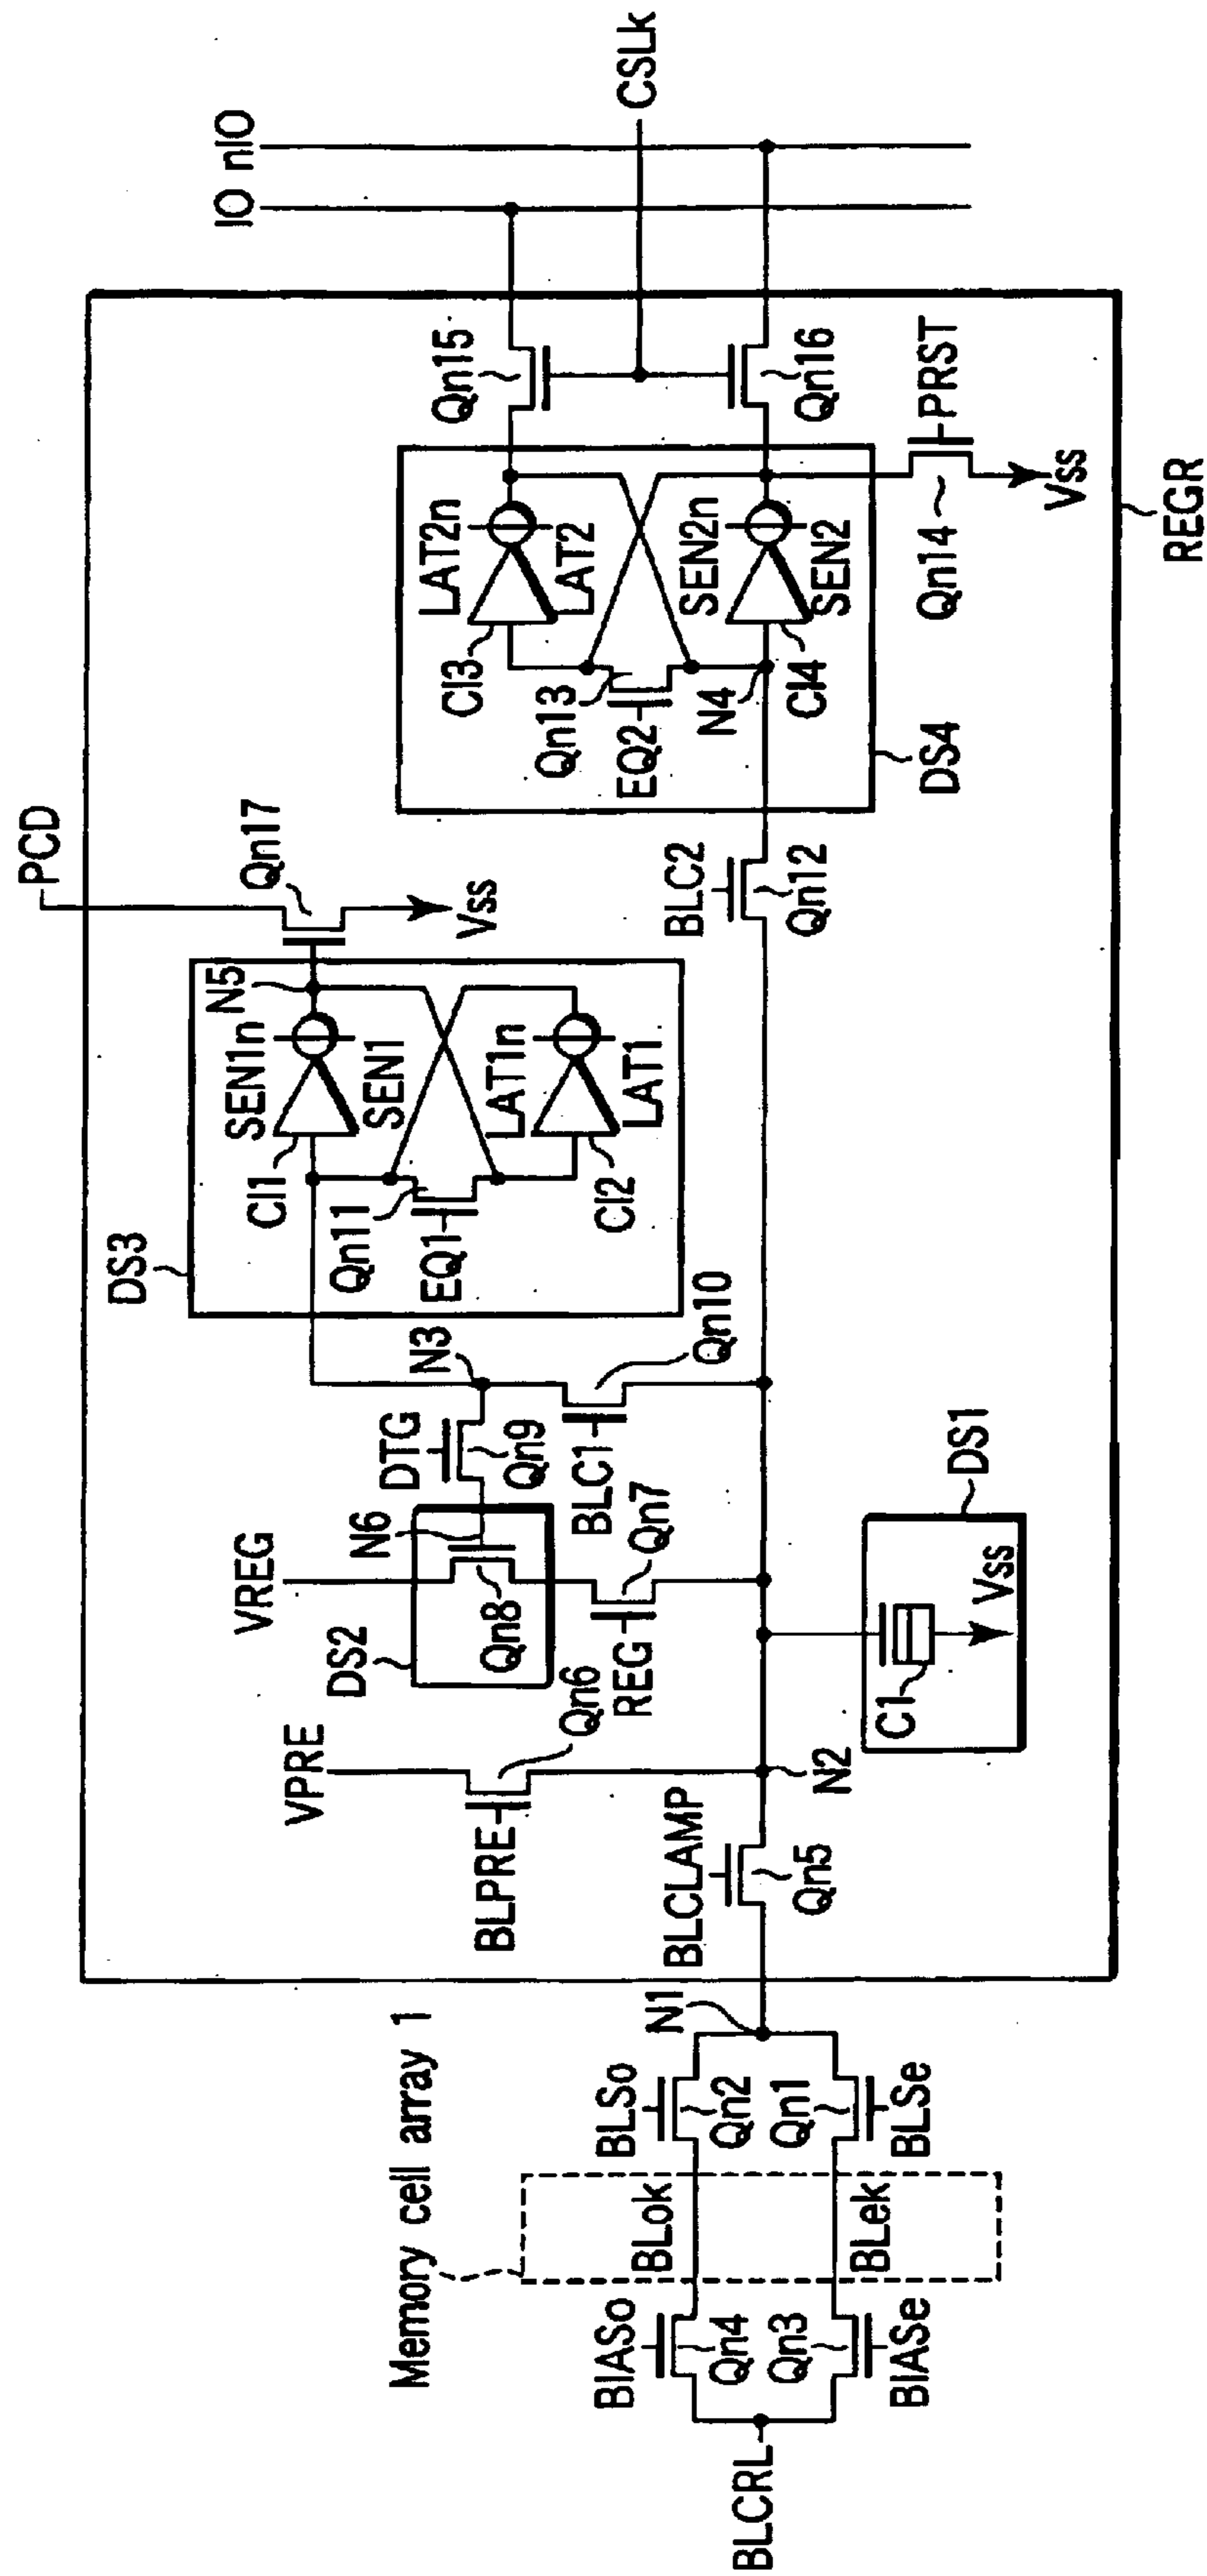 BLCRL
BIASo
Qn4
Qn3
BIASe
Memory cell array 1
BLok
BLek
BLSo
Qn2
Qn1
BLSe
N1
BLCLAMP
Qn5
N2
VPRE
BLPRE
Qn6
VREG
DS2
Qn8
N6
REG
Qn7
DTG
Qn9
N3
BLC1
Qn10
C1
Vss
DS1
DS3
CI1
SEN1n
SEN1
N5
Qn11
EQ1
LAT1n
LAT1
CI2
PCD
Qn17
Vss
BLC2
Qn12
CI3
LAT2n
LAT2
Qn13
EQ2
N4
SEN2n
SEN2
CI4
DS4
Qn14
PRST
Vss
Qn15
Qn16
REGR
IO
nIO
CSLk